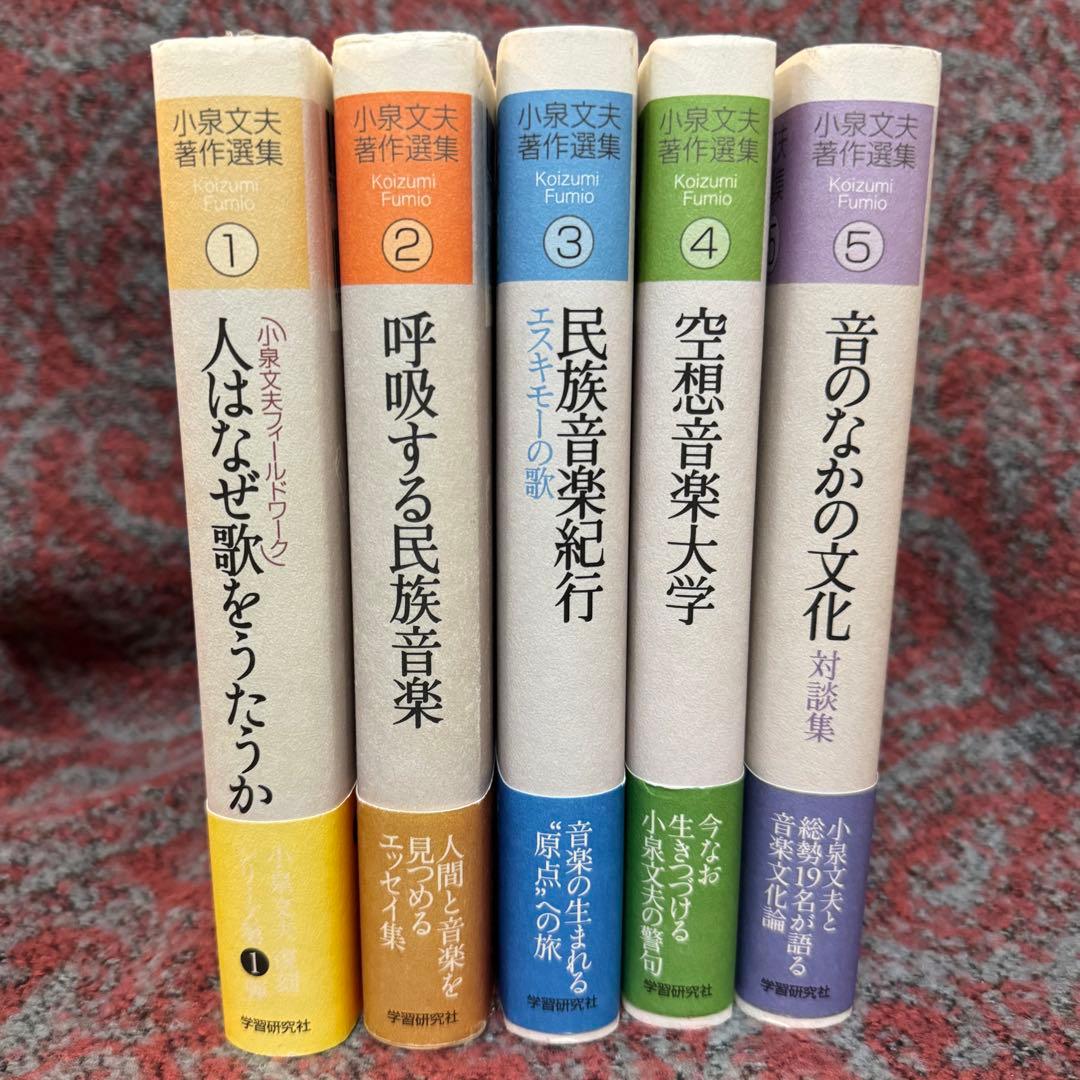 小泉文夫
著作選集
Koizumi
Fumio
1
小泉文夫フィールドワーク
人はなぜ歌をうたうか
1
学習研究社
小泉文夫
著作選集
Koizumi
Fumio
2
呼吸する民族音楽
人間と音楽を
見つめる
エッセイ集
学習研究社
小泉文夫
著作選集
Koizumi
Fumio
3
民族音楽紀行
エスキモーの歌
音楽の生まれる
“原点”への旅
学習研究社
小泉文夫
著作選集
Koizumi
Fumio
4
空想音楽大学
今なお
生きつづける
小泉文夫の警句
学習研究社
小泉文夫
著作選集
Koizumi
Fumio
5
音のなかの文化
対談集
小泉文夫と
総勢19名が語る
音楽文化論
学習研究社